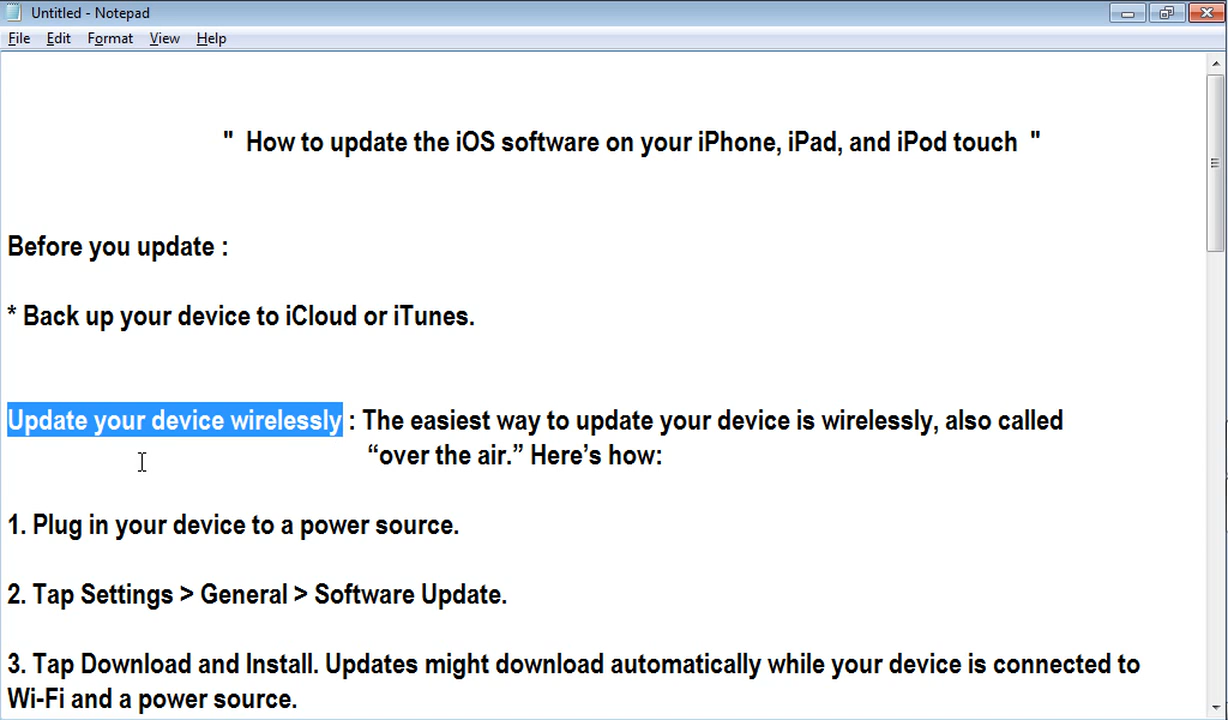 Untitled - Notepad
File Edit Format View Help
" How to update the iOS software on your iPhone, iPad, and iPod touch "
Before you update :
* Back up your device to iCloud or iTunes.
Update your device wirelessly : The easiest way to update your device is wirelessly, also called
“over the air.” Here’s how:
1. Plug in your device to a power source.
2. Tap Settings > General > Software Update.
3. Tap Download and Install. Updates might download automatically while your device is connected to
Wi-Fi and a power source.